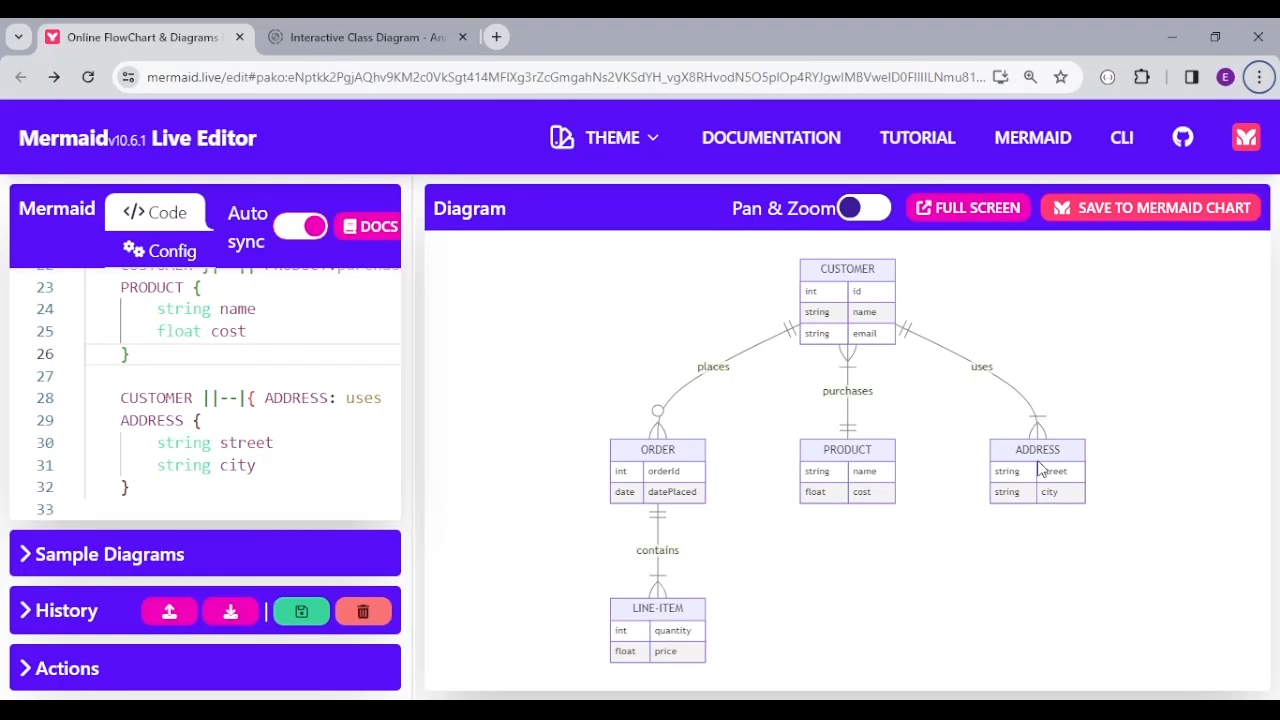 Online FlowChart & Diagrams
Interactive Class Diagram - An
mermaid.live/edit#pako:eNptkk2PgjAQhv9KM2c0VkSgt414MFlXg3rzZcGmgahNs2VKSdYH_vgX8RHvodN5O5plOp4RYJgwIMBVweID0FIlIILNmu81...
E
Mermaidv10.6.1 Live Editor
THEME
DOCUMENTATION
TUTORIAL
MERMAID
CLI
Mermaid
Code
Config
Auto sync
DOCS
23 PRODUCT {
24 string name
25 float cost
26 }
27
28 CUSTOMER ||--|{ ADDRESS: uses
29 ADDRESS {
30 string street
31 string city
32 }
33
Sample Diagrams
History
Actions
Diagram
Pan & Zoom
FULL SCREEN
SAVE TO MERMAID CHART
CUSTOMER
int id
string name
string email
places
purchases
uses
ORDER
int orderId
date datePlaced
PRODUCT
string name
float cost
ADDRESS
string street
string city
contains
LINE-ITEM
int quantity
float price